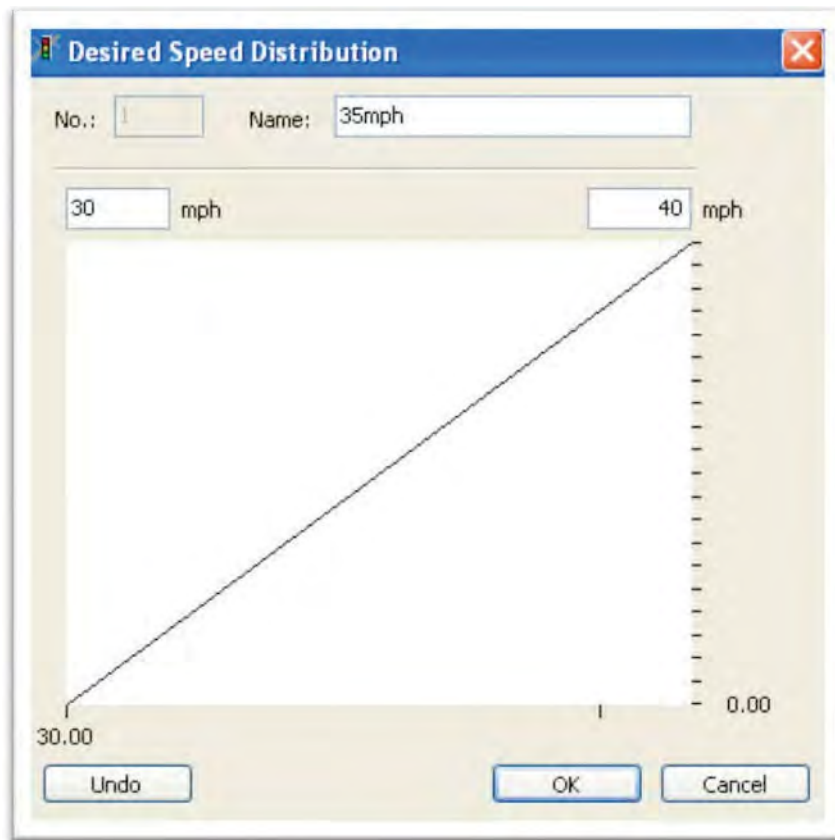 Desired Speed Distribution
No.: 1 Name: 35mph
30 mph 40 mph
0.00
30.00
Undo OK Cancel